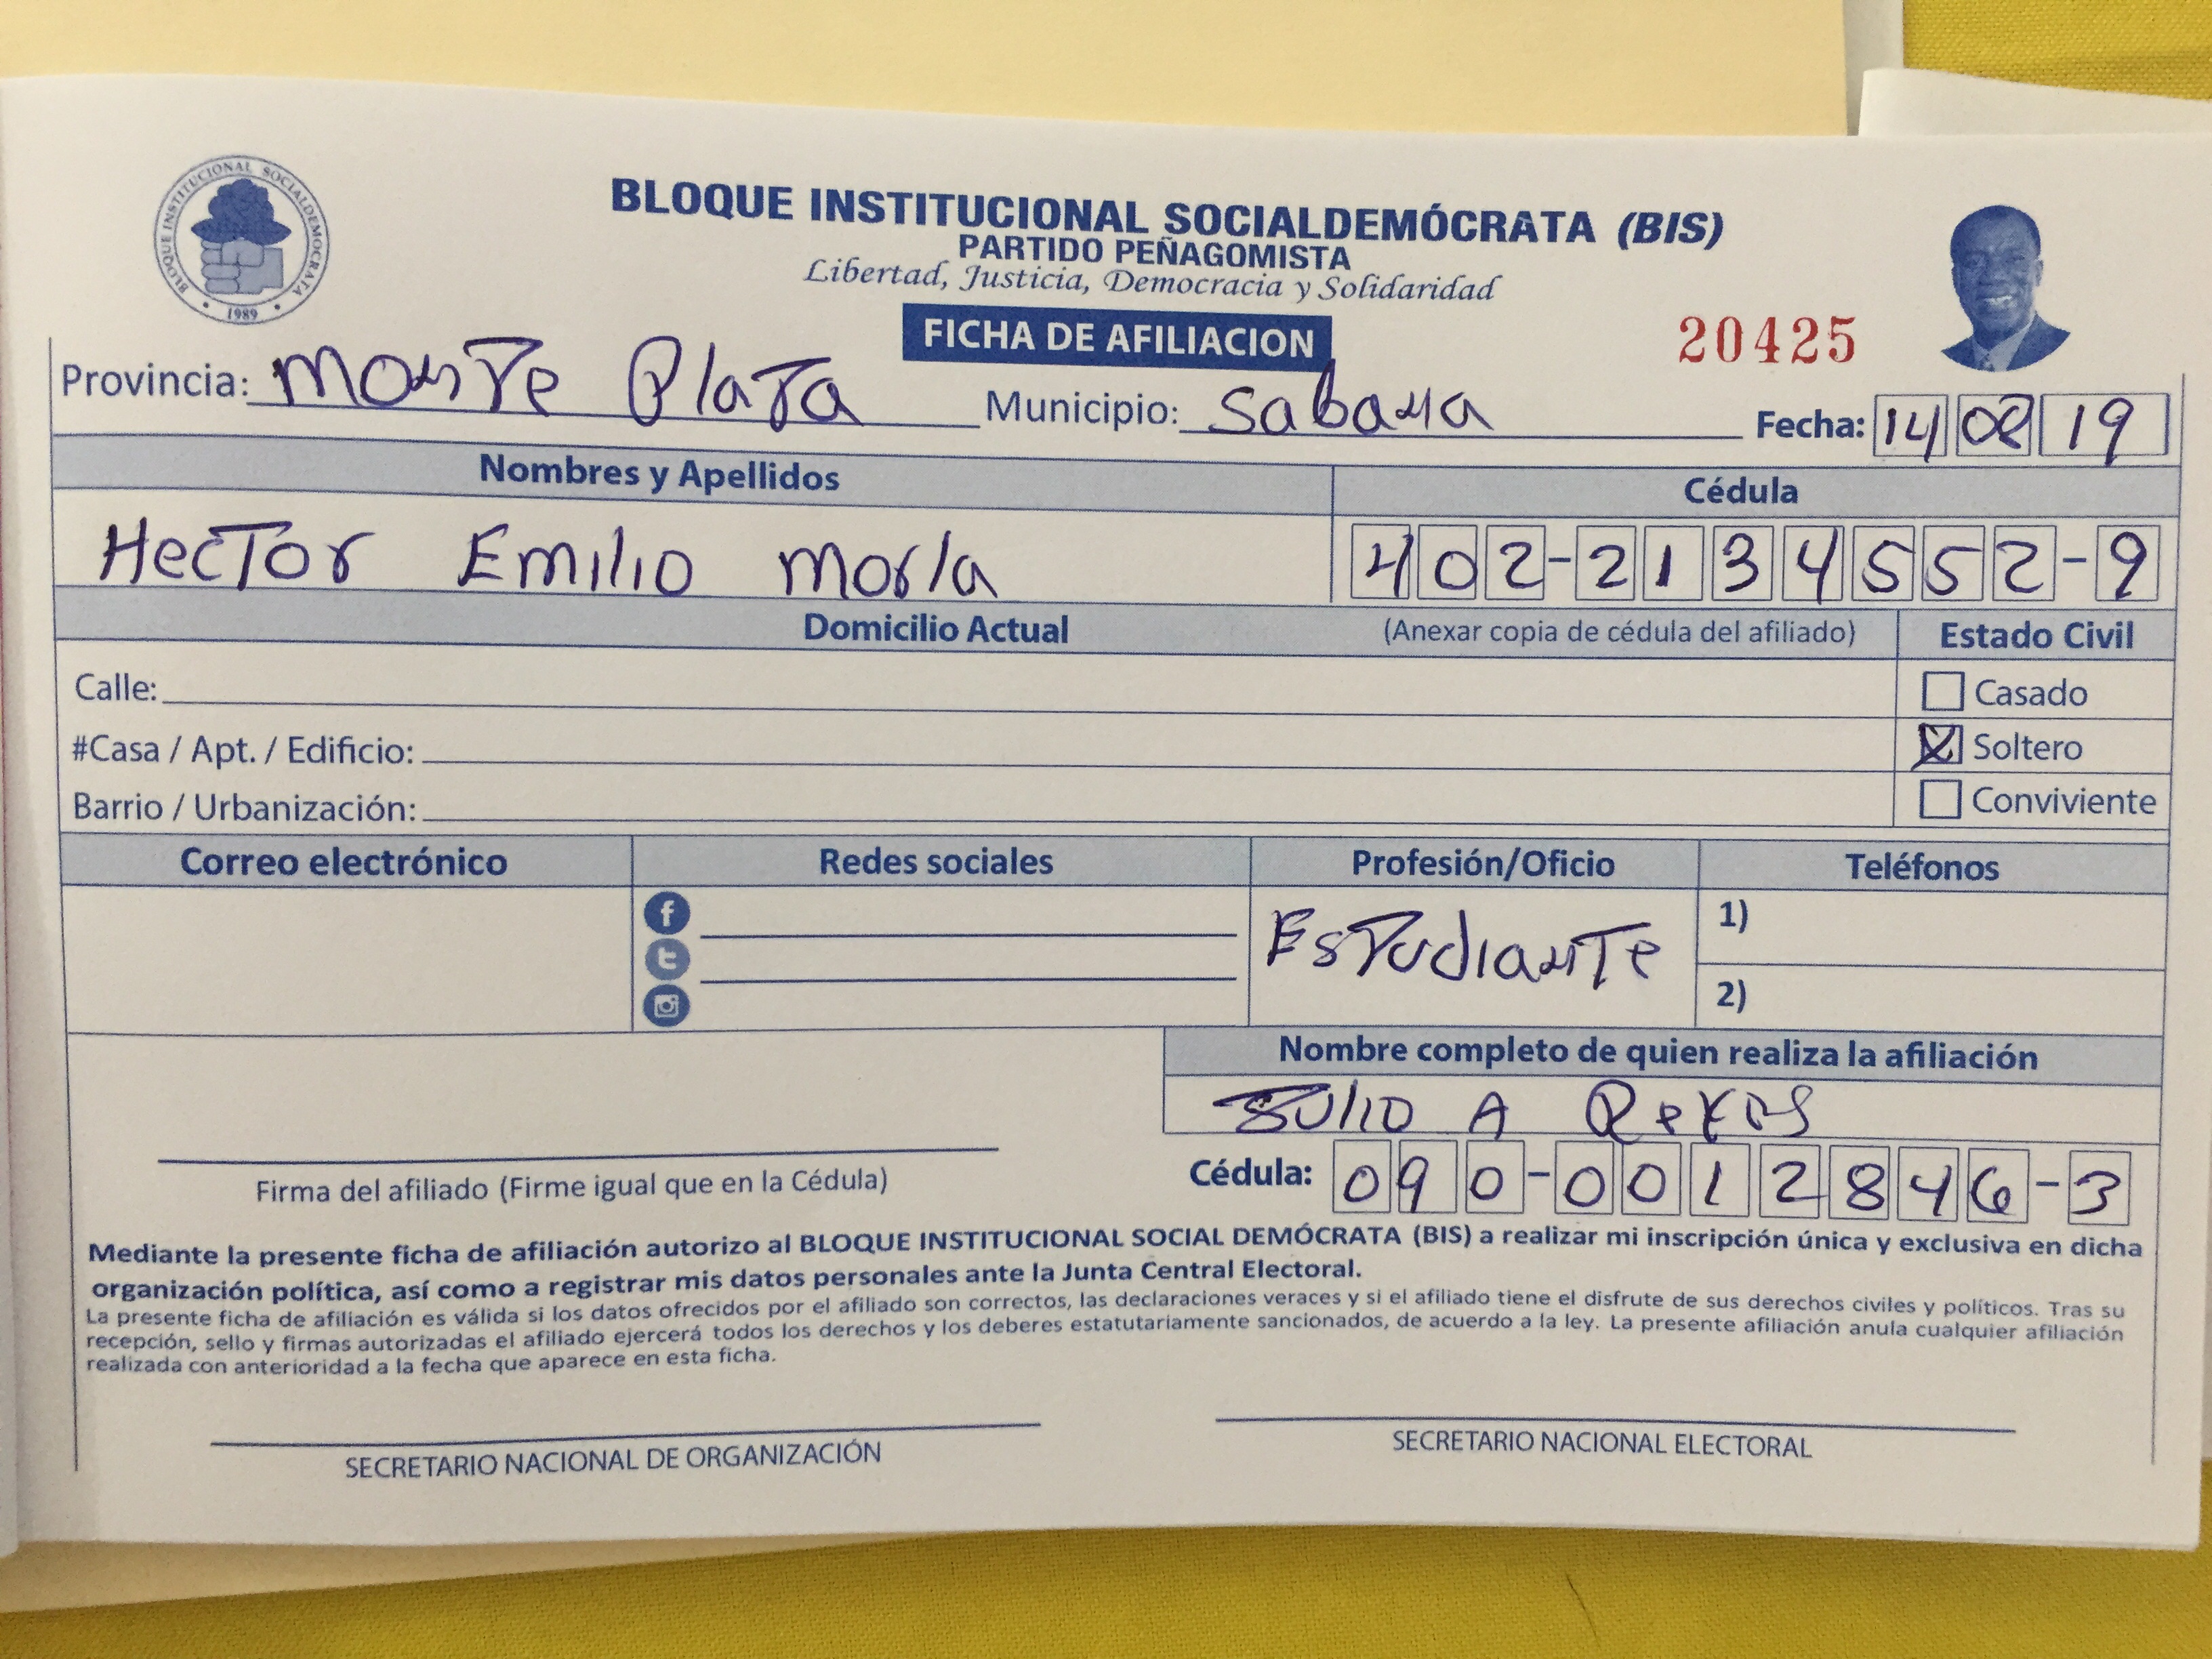 BLOQUE INSTITUCIONAL SOCIALDEMOCRATA
1989
BLOQUE INSTITUCIONAL SOCIALDEMÓCRATA (BIS)
PARTIDO PEÑAGOMISTA
Libertad, Justicia, Democracia y Solidaridad
FICHA DE AFILIACION
20425
Provincia: Monte Plata Municipio: Sabana Fecha: 14 08 19
Nombres y Apellidos Cédula
Hector Emilio Morla 402-2134552-9
Domicilio Actual (Anexar copia de cédula del afiliado) Estado Civil
Calle: Casado
#Casa / Apt. / Edificio: Soltero
Barrio / Urbanización: Conviviente
Correo electrónico Redes sociales Profesión/Oficio Teléfonos
Estudiante
1)
2)
Nombre completo de quien realiza la afiliación
Julio A Reyes
Cédula: 090-0012846-3
Firma del afiliado (Firme igual que en la Cédula)
Mediante la presente ficha de afiliación autorizo al BLOQUE INSTITUCIONAL SOCIAL DEMÓCRATA (BIS) a realizar mi inscripción única y exclusiva en dicha
organización política, así como a registrar mis datos personales ante la Junta Central Electoral.
La presente ficha de afiliación es válida si los datos ofrecidos por el afiliado son correctos, las declaraciones veraces y si el afiliado tiene el disfrute de sus derechos civiles y políticos. Tras su
recepción, sello y firmas autorizadas el afiliado ejercerá todos los derechos y los deberes estatutariamente sancionados, de acuerdo a la ley. La presente afiliación anula cualquier afiliación
realizada con anterioridad a la fecha que aparece en esta ficha.
SECRETARIO NACIONAL DE ORGANIZACIÓN SECRETARIO NACIONAL ELECTORAL